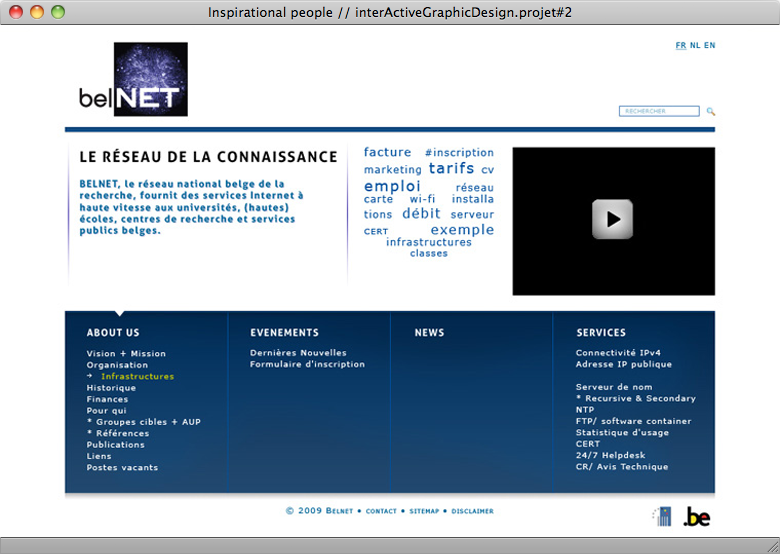 Inspirational people // interActiveGraphicDesign.projet#2
FR NL EN
belNET
RECHERCHER
LE RÉSEAU DE LA CONNAISSANCE
BELNET, le réseau national belge de la
recherche, fournit des services Internet à
haute vitesse aux universités, (hautes)
écoles, centres de recherche et services
publics belges.
facture #inscription
marketing tarifs cv
emploi réseau
carte wi-fi installa
tions débit serveur
CERT exemple
infrastructures
classes
ABOUT US
Vision + Mission
Organisation
→ Infrastructures
Historique
Finances
Pour qui
* Groupes cibles + AUP
* Références
Publications
Liens
Postes vacants
EVENEMENTS
Dernières Nouvelles
Formulaire d'inscription
NEWS
SERVICES
Connectivité IPv4
Adresse IP publique
Serveur de nom
* Recursive & Secondary
NTP
FTP/ software container
Statistique d'usage
CERT
24/7 Helpdesk
CR/ Avis Technique
© 2009 BELNET • CONTACT • SITEMAP • DISCLAIMER
.be